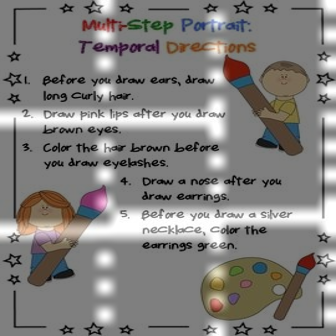 Multi-Step Portrait:
Temporal Directions
1. Before you draw ears, draw
long curly hair.
2. Draw pink lips after you draw
brown eyes.
3. Color the hair brown before
you draw eyelashes.
4. Draw a nose after you
draw earrings.
5. Before you draw a silver
necklace, color the
earrings green.